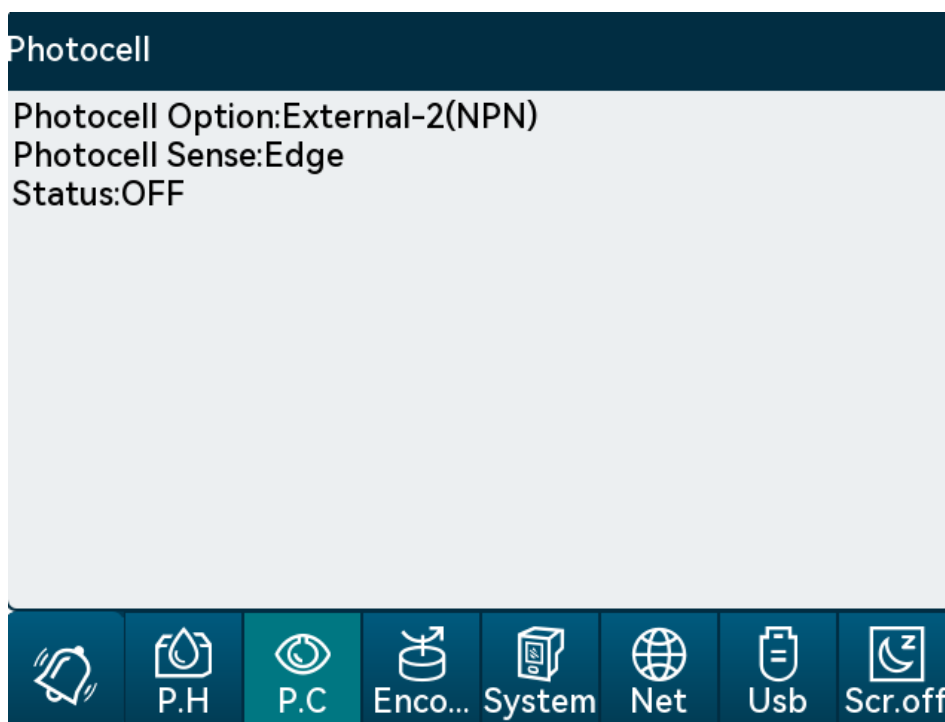 Photocell
Photocell Option:External-2(NPN)
Photocell Sense:Edge
Status:OFF
P.H
P.C
Enco...
System
Net
Usb
Scr.off